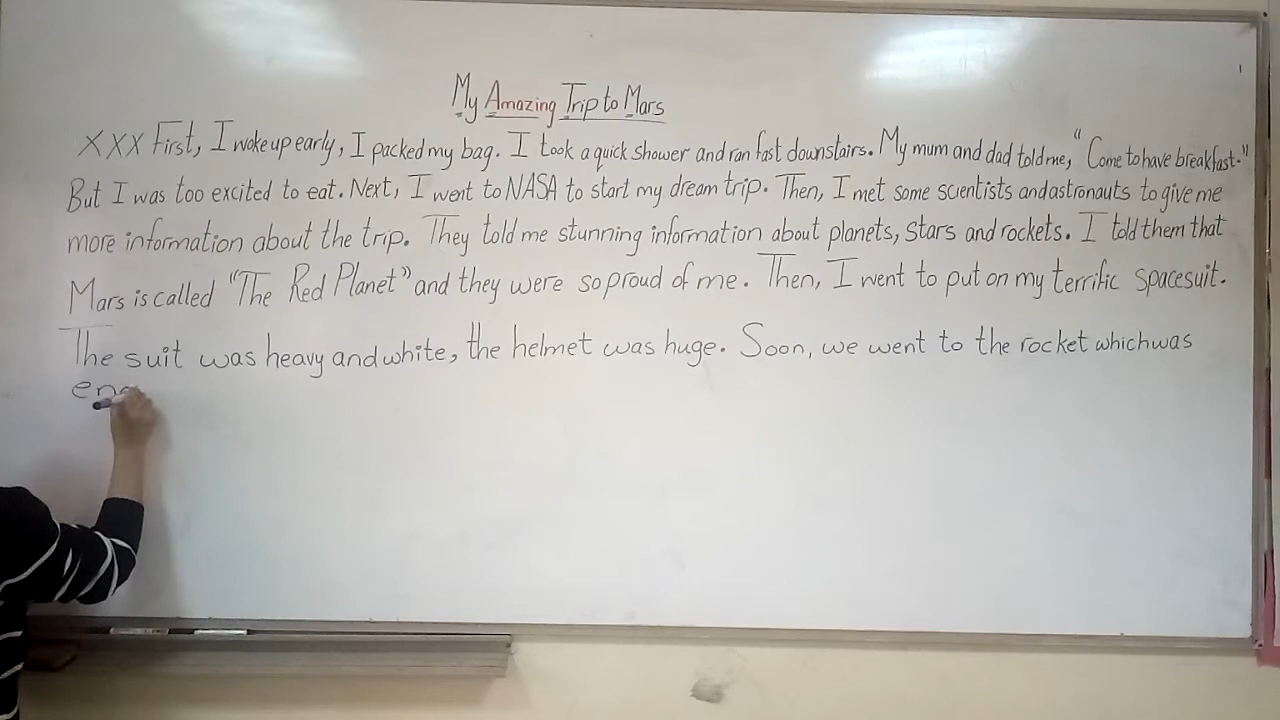 My Amazing Trip to Mars
XXX First, I woke up early, I packed my bag. I took a quick shower and ran fast downstairs. My mum and dad told me, "Come to have breakfast."
But I was too excited to eat. Next, I went to NASA to start my dream trip. Then, I met some scientists and astronauts to give me
more information about the trip. They told me stunning information about planets, stars and rockets. I told them that
Mars is called "The Red Planet" and they were so proud of me. Then, I went to put on my terrific spacesuit.
The suit was heavy and white, the helmet was huge. Soon, we went to the rocket which was